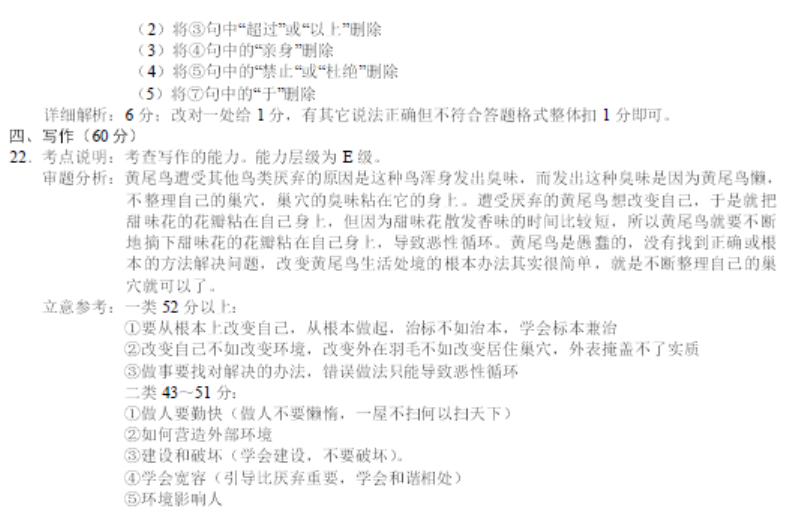 （2）将③句中“超过”或“以上”删除
（3）将④句中的“亲身”删除
（4）将⑤句中的“禁止“或“杜绝”删除
（5）将⑦句中的“于”删除
详细解析：6 分；改对一处给 1 分，有其它说法正确但不符合答题格式整体扣 1 分即可。
四、写作（60 分）
22．考点说明：考查写作的能力。能力层级为 E 级。
审题分析：黄尾鸟遭受其他鸟类厌弃的原因是这种鸟浑身发出臭味，而发出这种臭味是因为黄尾鸟懒，
不整理自己的巢穴，巢穴的臭味粘在它的身上。遭受厌弃的黄尾鸟想改变自己，于是就把
甜味花的花瓣粘在自己身上，但因为甜味花散发香味的时间比较短，所以黄尾鸟就要不断
地摘下甜味花的花瓣粘在自己身上，导致恶性循环。黄尾鸟是愚蠢的，没有找到正确或根
本的方法解决问题，改变黄尾鸟生活处境的根本办法其实很简单，就是不断整理自己的巢
穴就可以了。
立意参考：一类 52 分以上：
①要从根本上改变自己，从根本做起，治标不如治本，学会标本兼治
②改变自己不如改变环境，改变外在羽毛不如改变居住巢穴，外表掩盖不了实质
③做事要找对解决的办法，错误做法只能导致恶性循环
二类 43～51 分：
①做人要勤快（做人不要懒惰，一屋不扫何以扫天下）
②如何营造外部环境
③建设和破坏（学会建设，不要破坏）。
④学会宽容（引导比厌弃重要，学会和谐相处）
⑤环境影响人